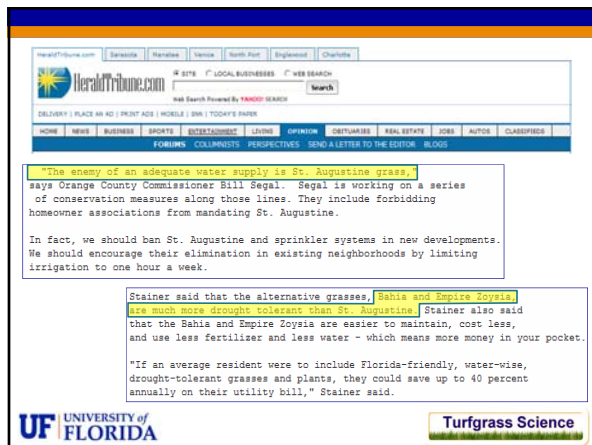 HeraldTribune.com Sarasota Manatee Venice North Port Englewood Charlotte
HeraldTribune.com
SITE LOCAL BUSINESSES WEB SEARCH
Search
Web Search Powered By YAHOO! SEARCH
DELIVERY | PLACE AN AD | PRINT ADS | MOBILE | SNN | TODAY'S PAPER
HOME NEWS BUSINESS SPORTS ENTERTAINMENT LIVING OPINION OBITUARIES REAL ESTATE JOBS AUTOS CLASSIFIEDS
FORUMS COLUMNISTS PERSPECTIVES SEND A LETTER TO THE EDITOR BLOGS
"The enemy of an adequate water supply is St. Augustine grass,"
says Orange County Commissioner Bill Segal. Segal is working on a series
of conservation measures along those lines. They include forbidding
homeowner associations from mandating St. Augustine.
In fact, we should ban St. Augustine and sprinkler systems in new developments.
We should encourage their elimination in existing neighborhoods by limiting
irrigation to one hour a week.
Stainer said that the alternative grasses, Bahia and Empire Zoysia,
are much more drought tolerant than St. Augustine. Stainer also said
that the Bahia and Empire Zoysia are easier to maintain, cost less,
and use less fertilizer and less water - which means more money in your pocket.
"If an average resident were to include Florida-friendly, water-wise,
drought-tolerant grasses and plants, they could save up to 40 percent
annually on their utility bill," Stainer said.
UF UNIVERSITY of
FLORIDA
Turfgrass Science